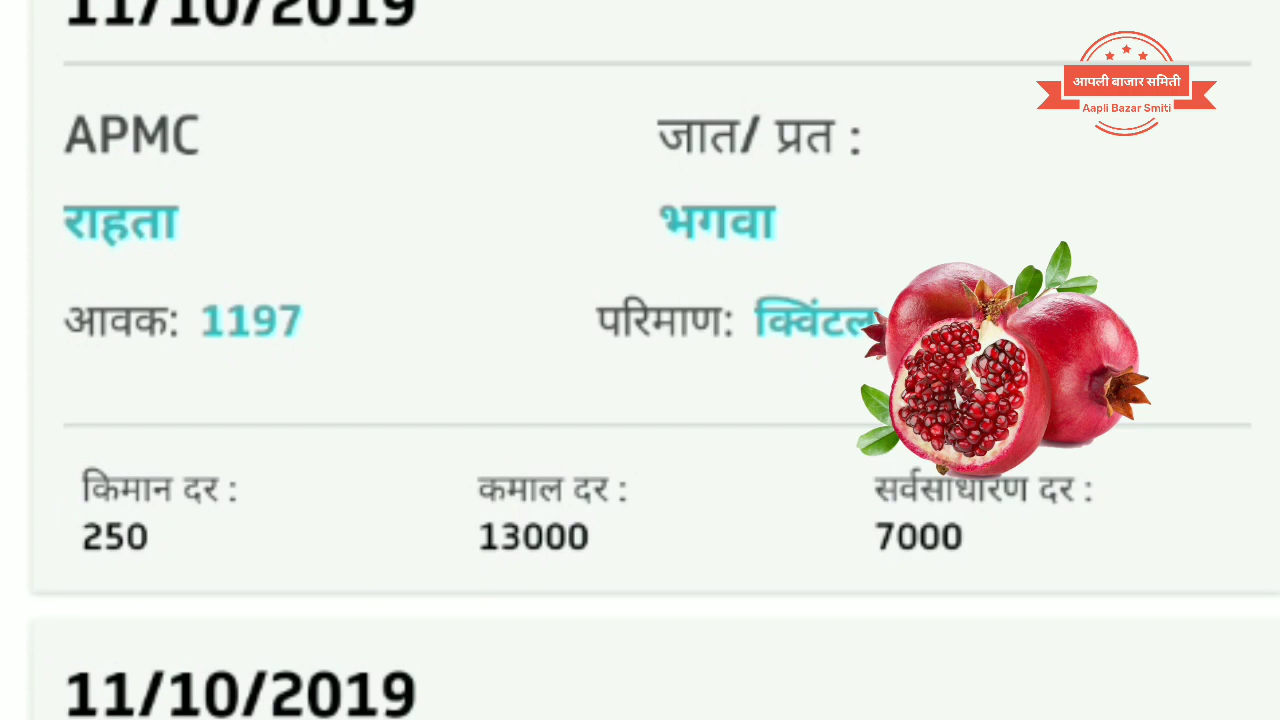 11/10/2019
आपली बाजार समिती
Aapli Bazar Smiti
APMC
जात/ प्रत :
राहता
भगवा
आवक: 1197
परिमाण: क्विंटल
किमान दर :
कमाल दर :
सर्वसाधारण दर :
250
13000
7000
11/10/2019